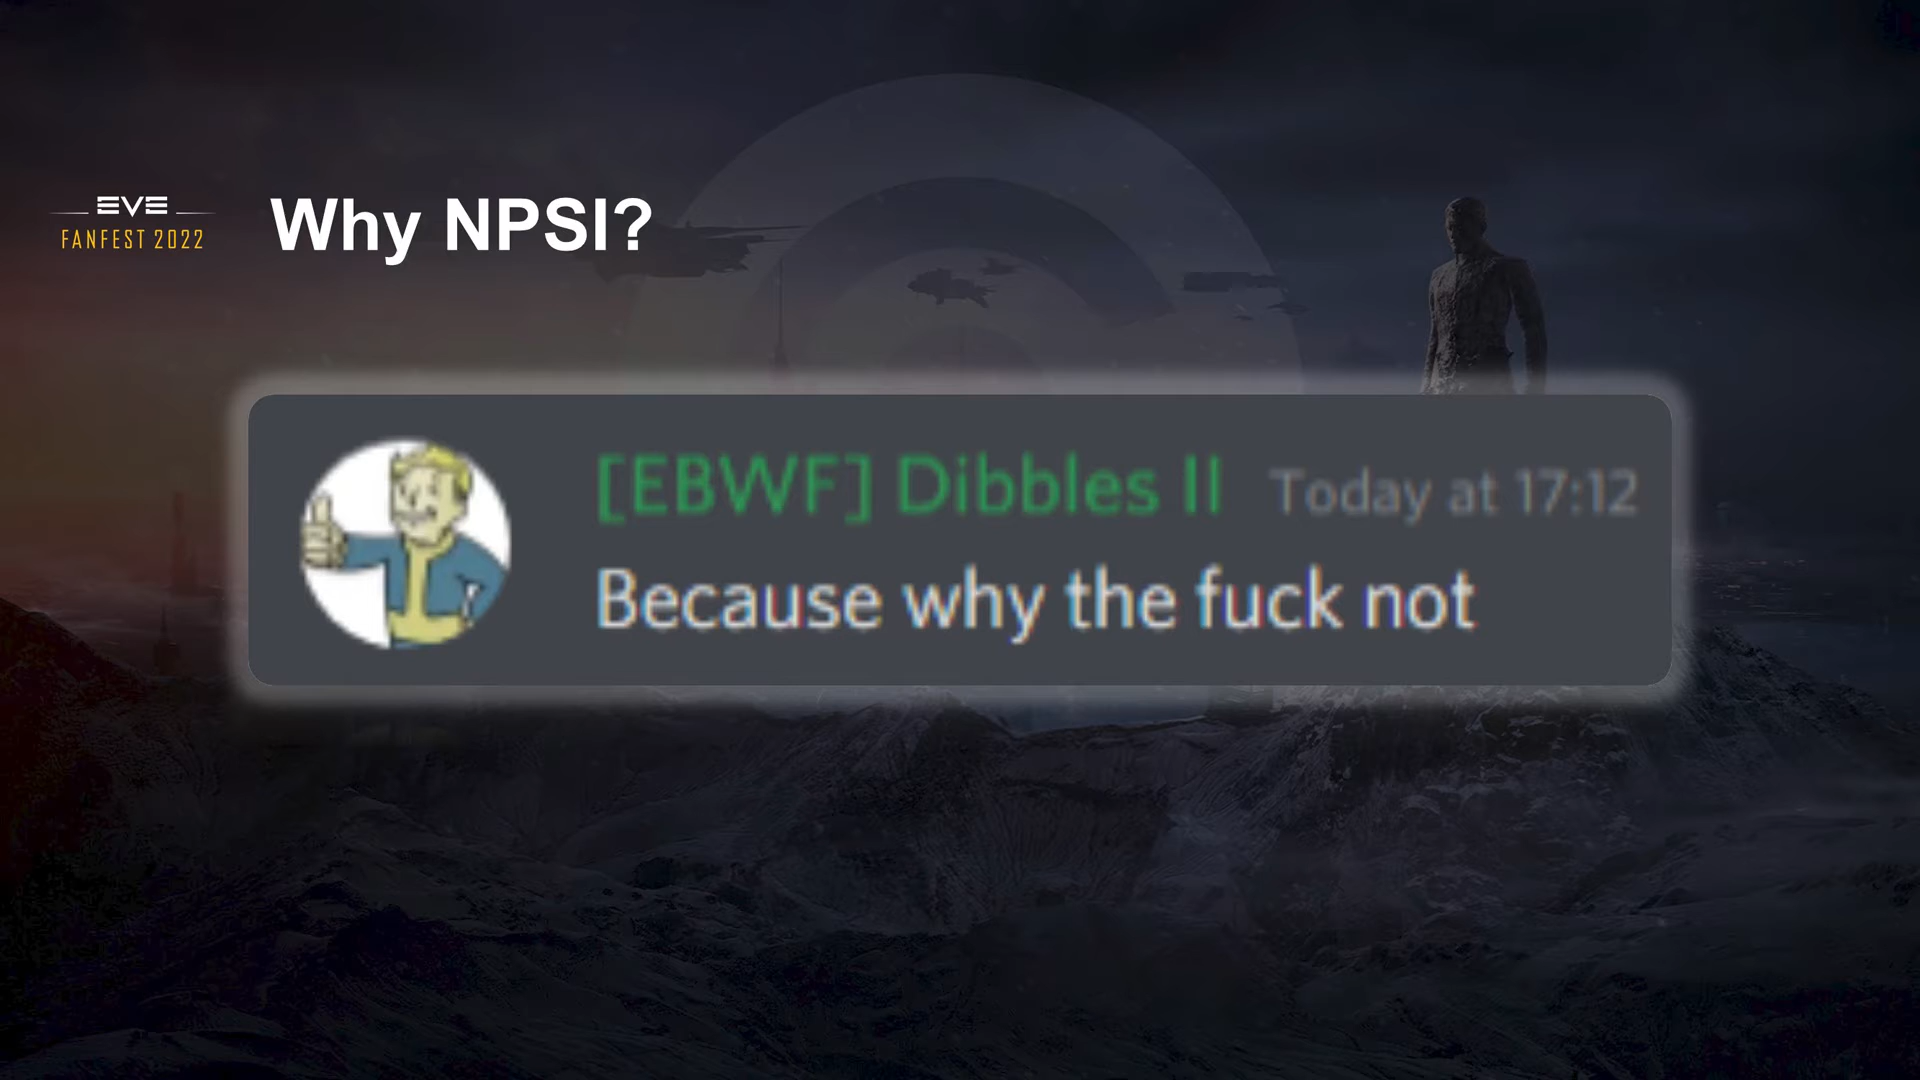 EVE
FANFEST 2022
Why NPSI?
[EBWF] Dibbles II Today at 17:12
Because why the fuck not